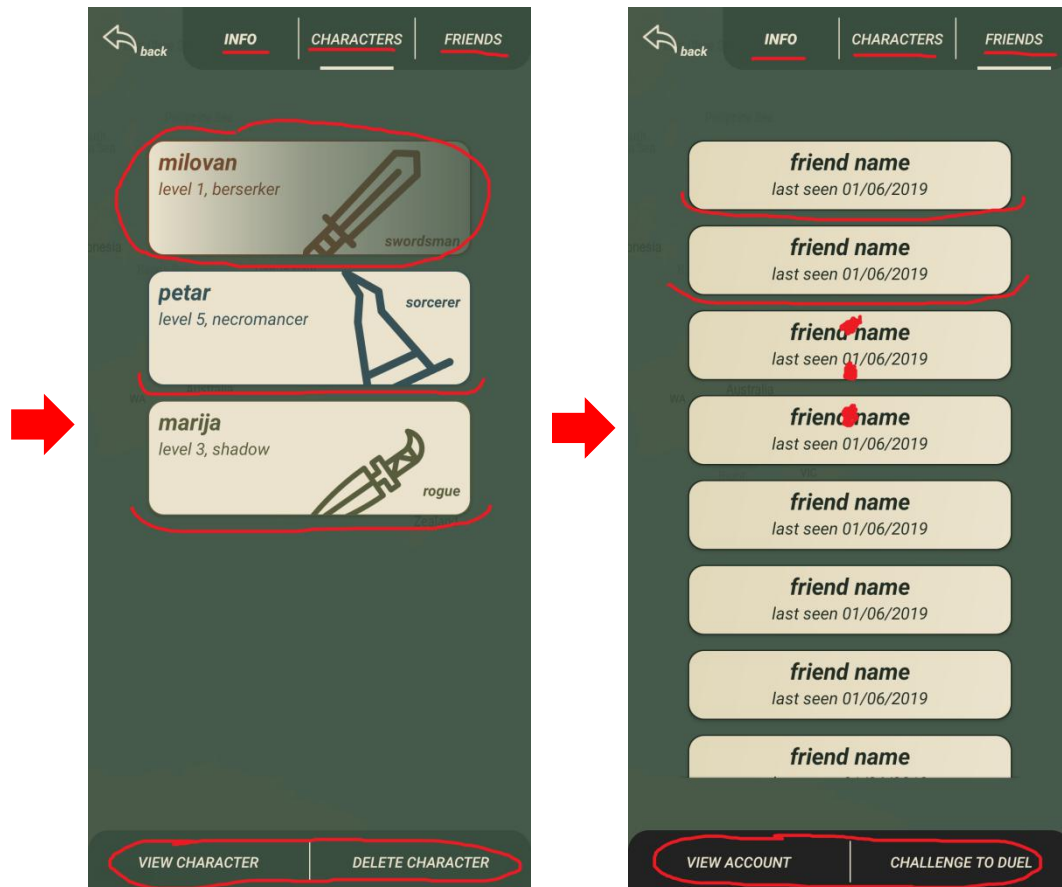 back
INFO
CHARACTERS
FRIENDS
milovan
level 1, berserker
swordsman
petar
level 5, necromancer
sorcerer
WA
Australia
marija
level 3, shadow
rogue
VIEW CHARACTER
DELETE CHARACTER
back
INFO
CHARACTERS
FRIENDS
friend name
last seen 01/06/2019
friend name
last seen 01/06/2019
friend name
last seen 01/06/2019
Australia
WA
friend name
last seen 01/06/2019
friend name
last seen 01/06/2019
friend name
last seen 01/06/2019
friend name
last seen 01/06/2019
friend name
VIEW ACCOUNT
CHALLENGE TO DUEL